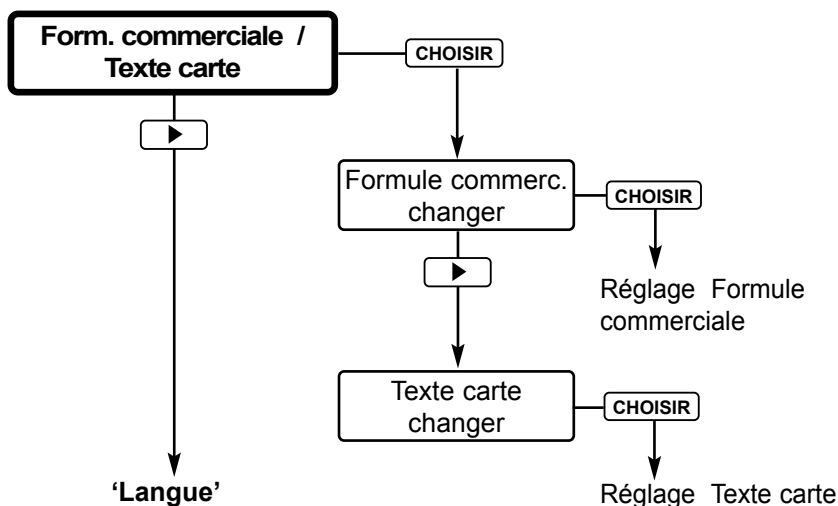 Form. commerciale /
Texte carte
CHOISIR
Formule commerc.
changer
CHOISIR
Réglage Formule
commerciale
Texte carte
changer
CHOISIR
‘Langue’
Réglage Texte carte